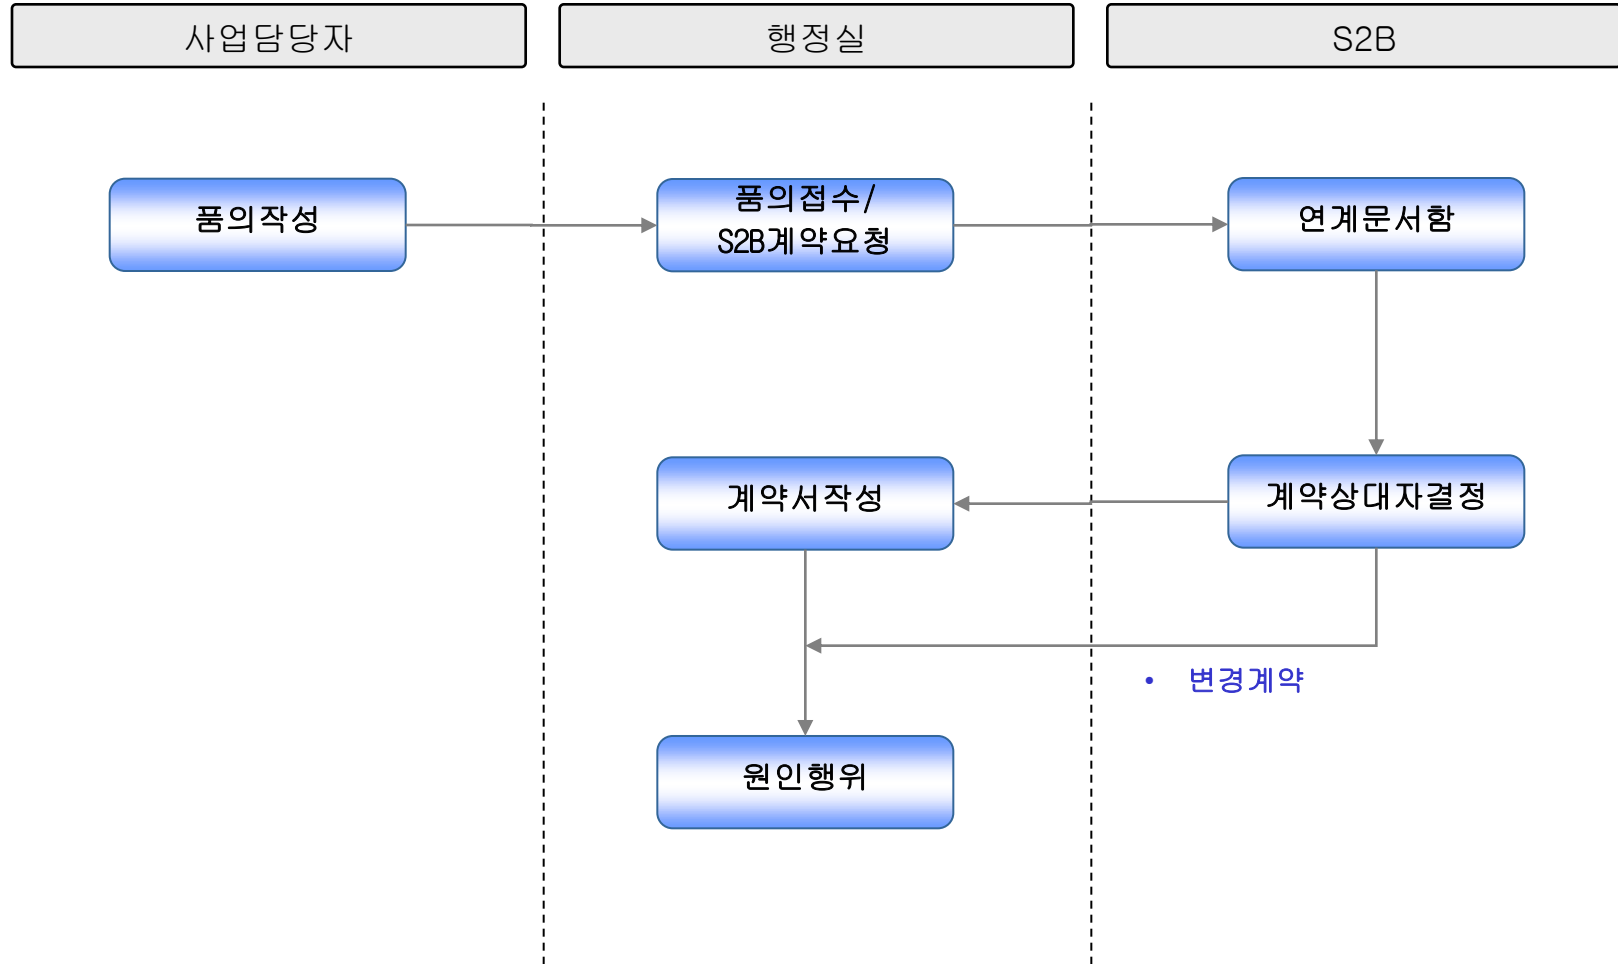 사업담당자
행정실
S2B
품의작성
품의접수/
S2B계약요청
연계문서함
계약서작성
계약상대자결정
• 변경계약
원인행위